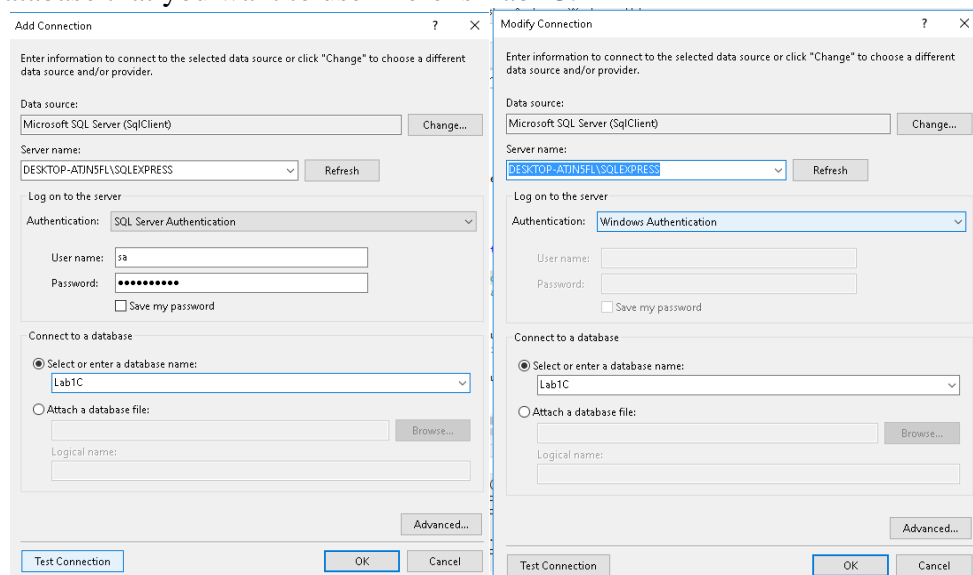 Add Connection
?
Enter information to connect to the selected data source or click "Change" to choose a different
data source and/or provider.
Data source:
Microsoft SQL Server (SqlClient)
Change...
Server name:
DESKTOP-ATJN5FL\SQLEXPRESS
Refresh
Log on to the server
Authentication:
SQL Server Authentication
User name:
sa
Password:
●●●●●●●●●●
Save my password
Connect to a database
Select or enter a database name:
Lab1C
Attach a database file:
Browse...
Logical name:
Advanced...
Test Connection
OK
Cancel
Modify Connection
?
Enter information to connect to the selected data source or click "Change" to choose a different
data source and/or provider.
Data source:
Microsoft SQL Server (SqlClient)
Change...
Server name:
DESKTOP-ATJN5FL\SQLEXPRESS
Refresh
Log on to the server
Authentication:
Windows Authentication
User name:
Password:
Save my password
Connect to a database
Select or enter a database name:
Lab1C
Attach a database file:
Browse...
Logical name:
Advanced...
Test Connection
OK
Cancel